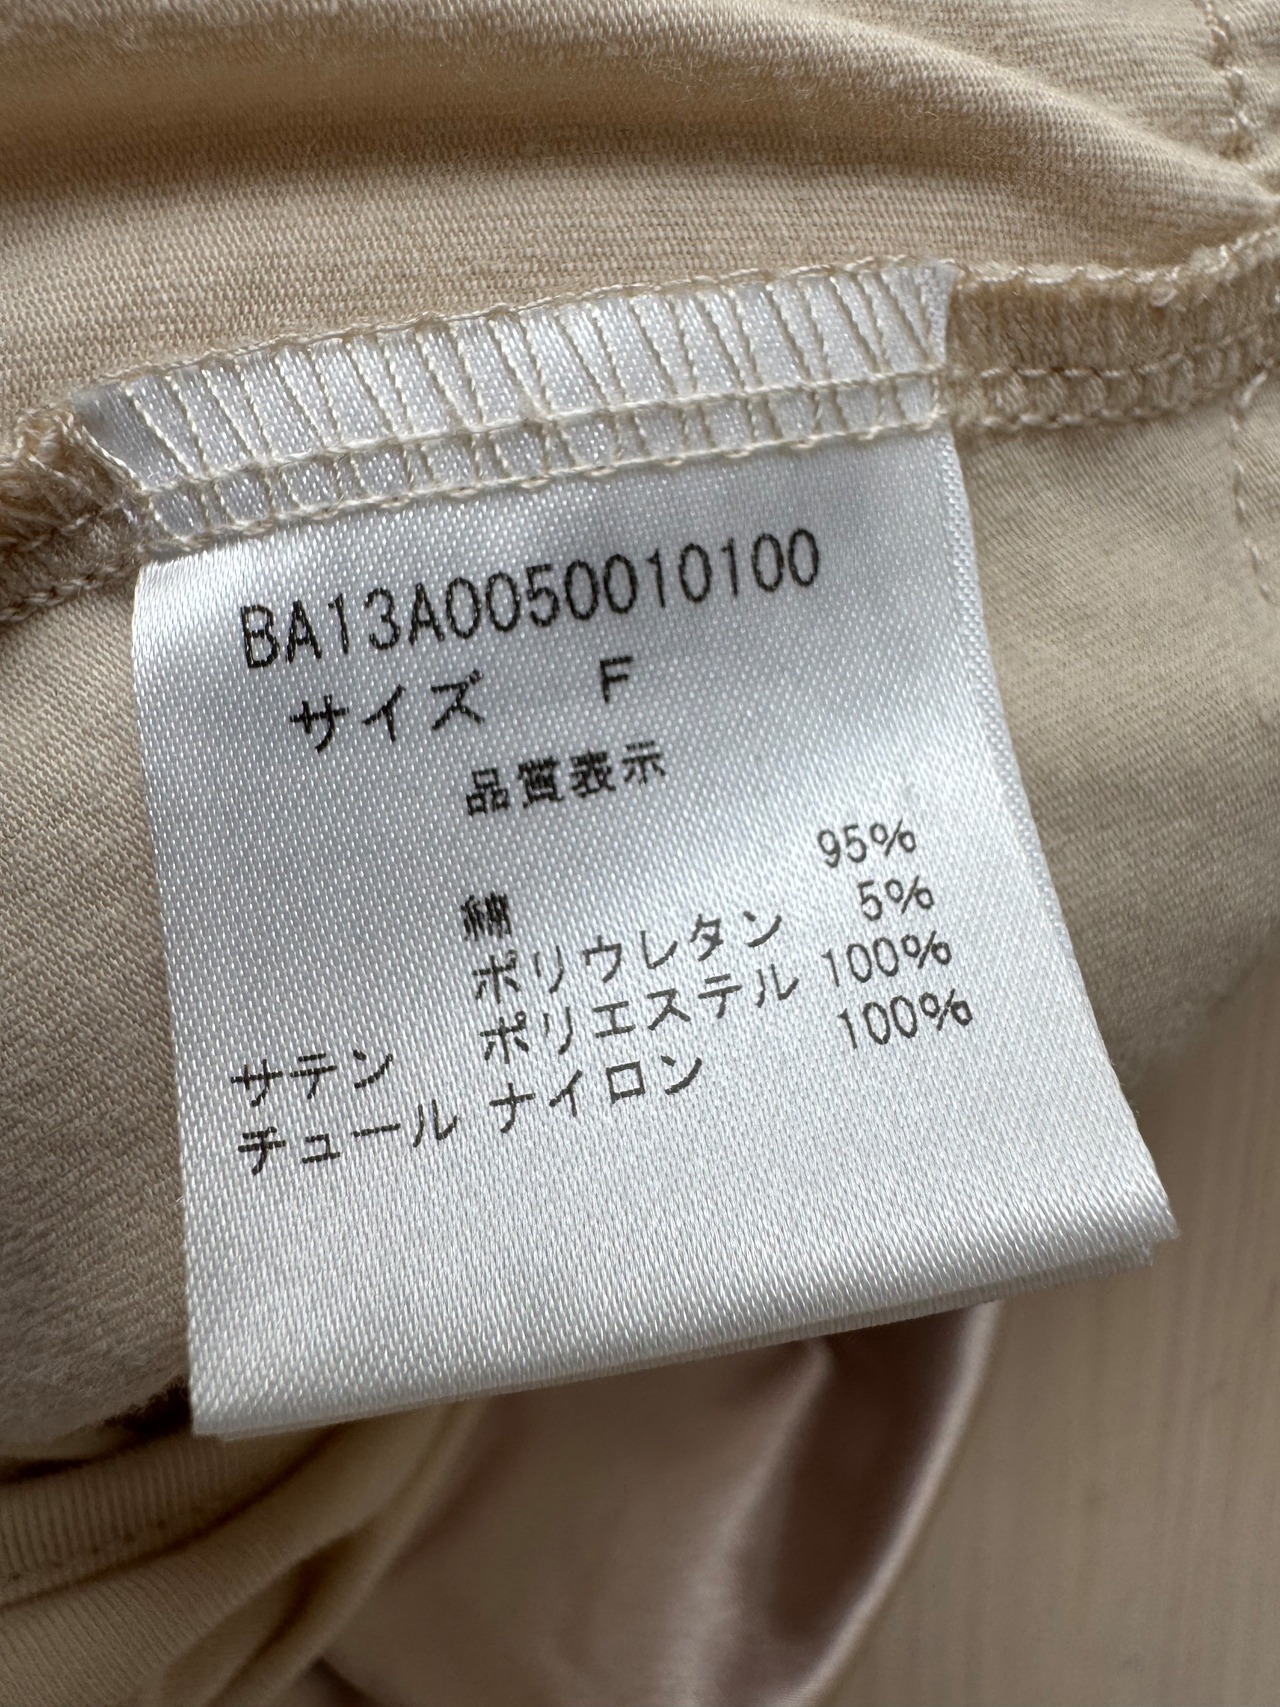 BA13A0050010100
サイズ F
品質表示
綿 95%
ポリウレタン 5%
サテン ポリエステル 100%
チュール ナイロン 100%